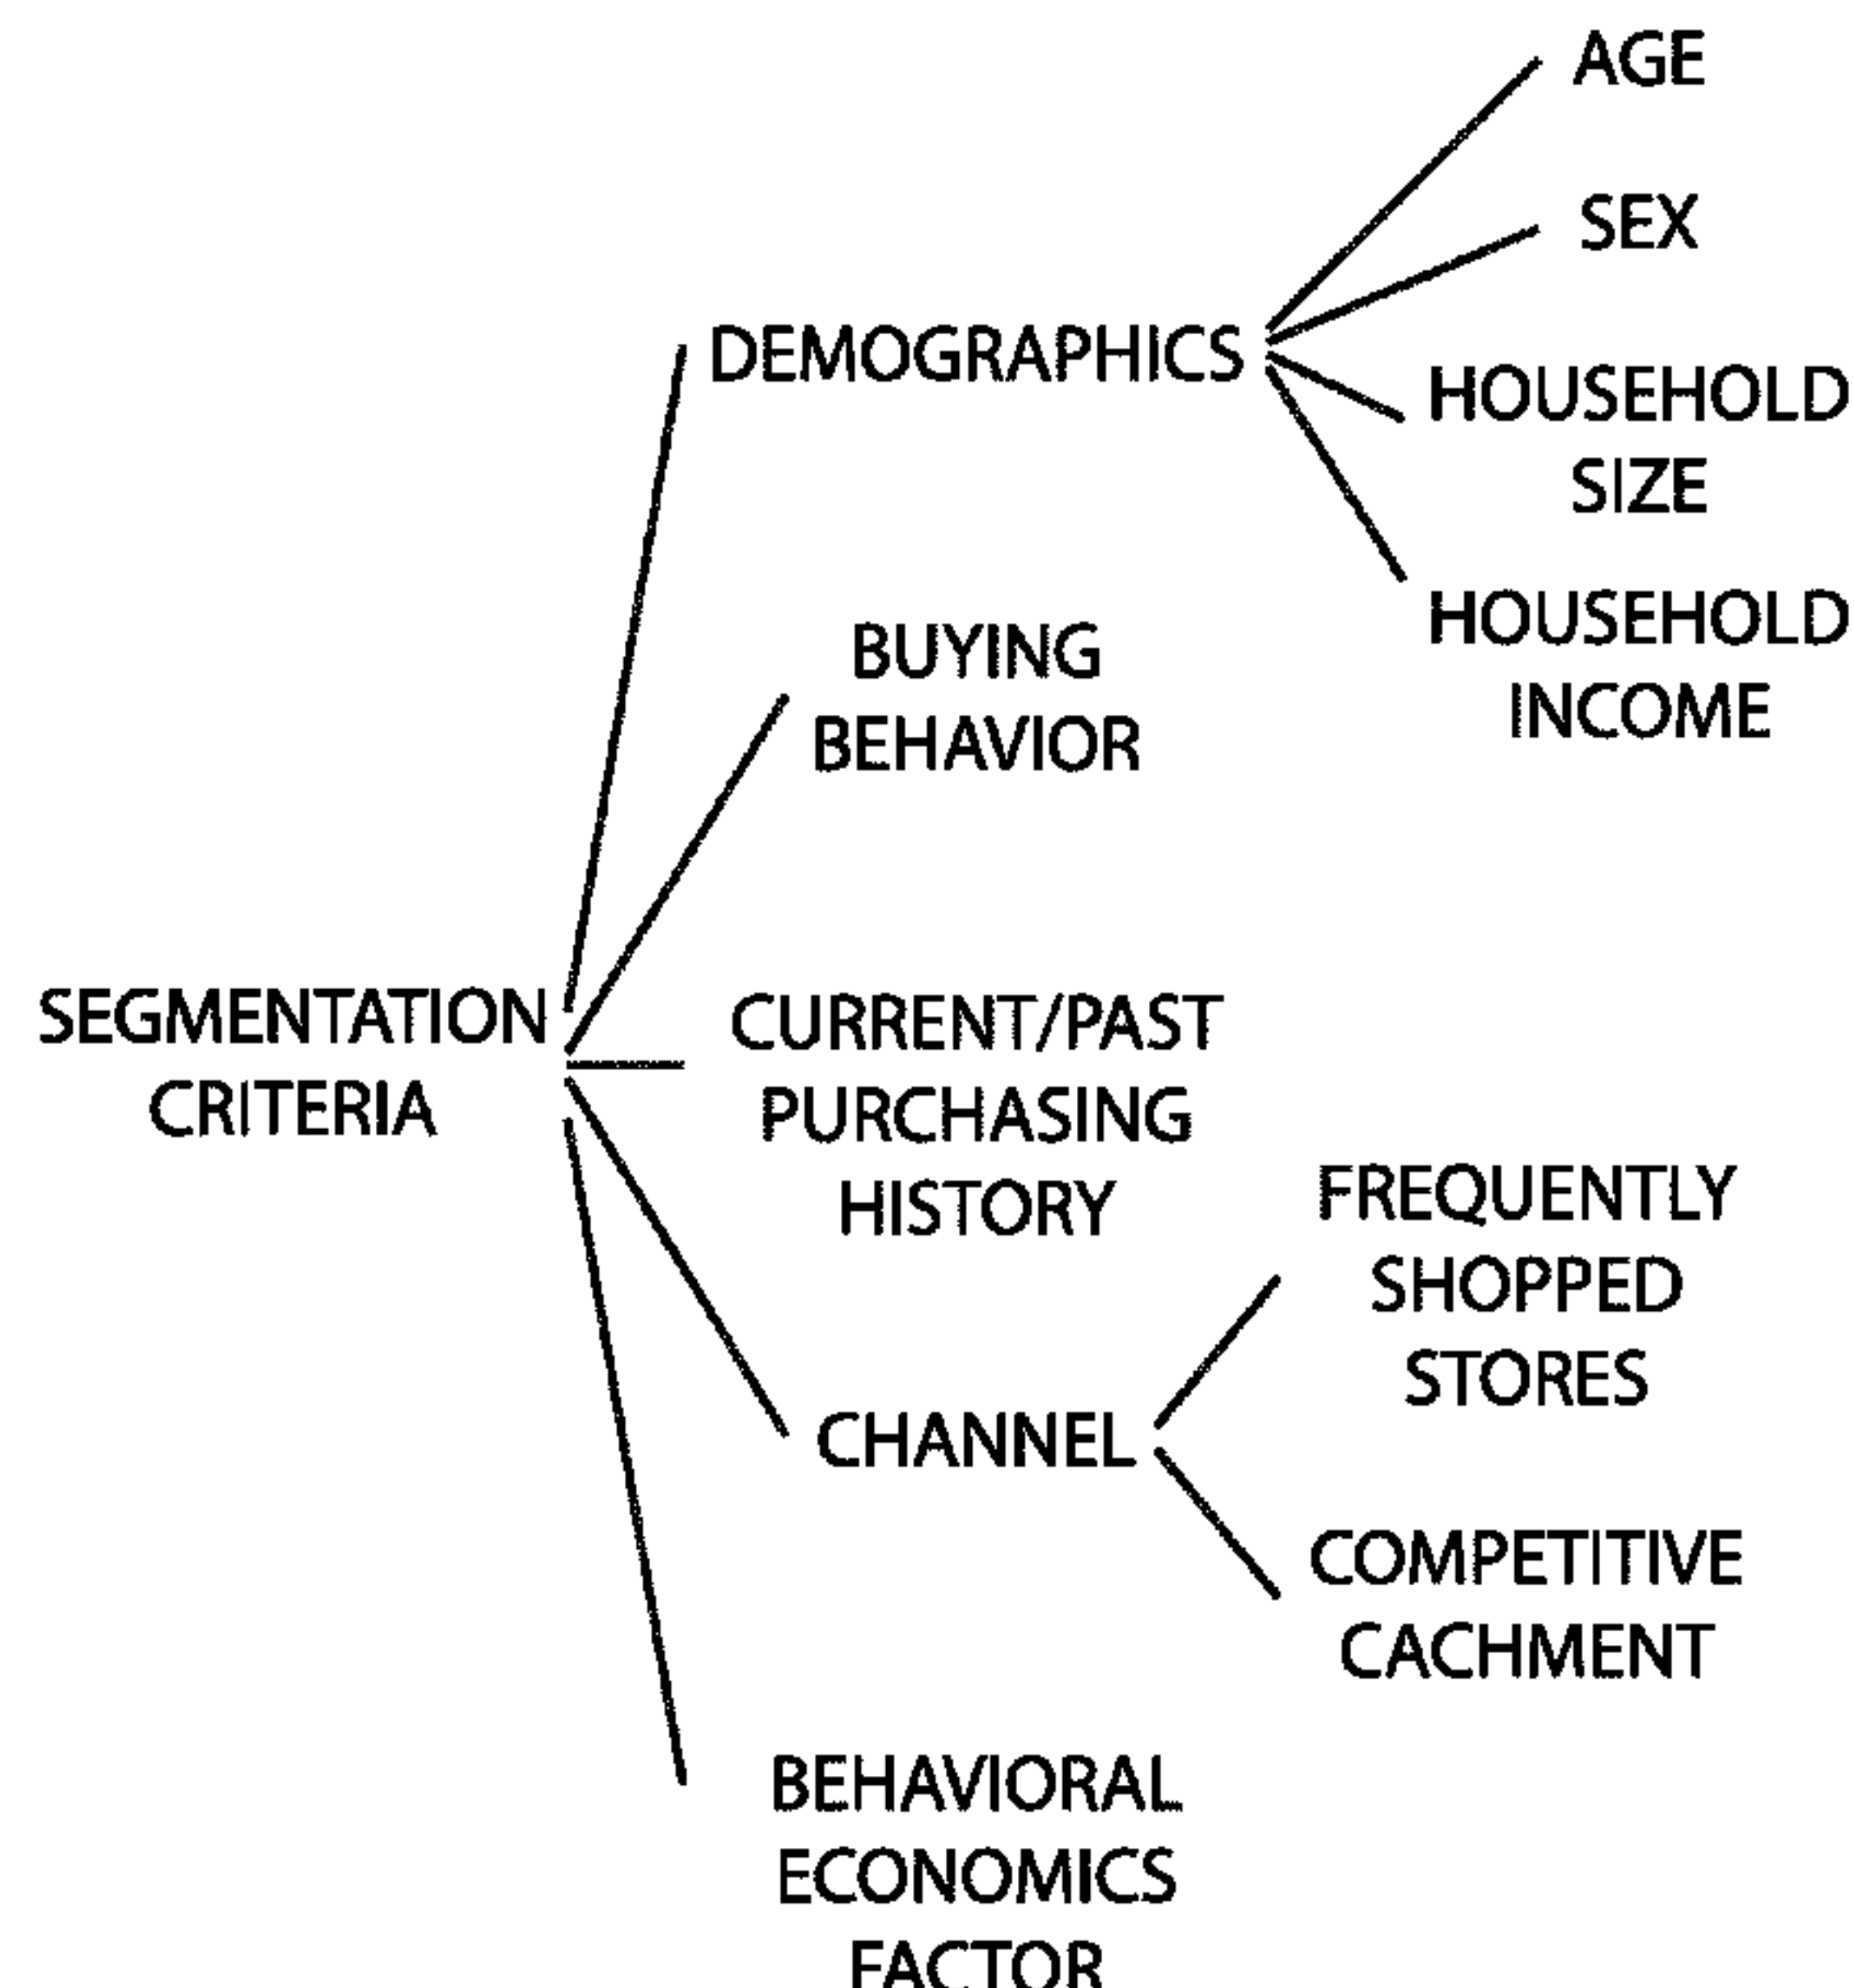 AGE
SEX
DEMOGRAPHICS
HOUSEHOLD
SIZE
HOUSEHOLD
INCOME
BUYING
BEHAVIOR
SEGMENTATION
CRITERIA
CURRENT/PAST
PURCHASING
HISTORY
FREQUENTLY
SHOPPED
STORES
CHANNEL
COMPETITIVE
CACHMENT
BEHAVIORAL
ECONOMICS
FACTOR